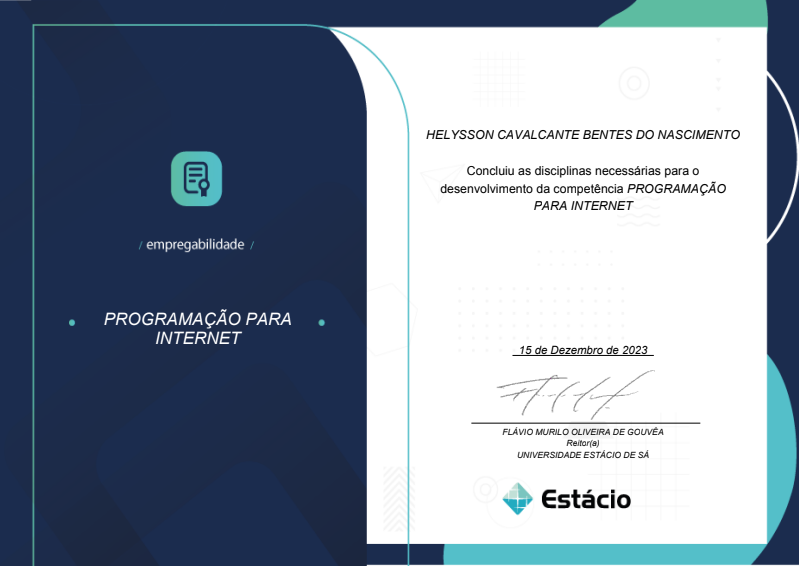 / empregabilidade /
PROGRAMAÇÃO PARA
INTERNET
HELYSSON CAVALCANTE BENTES DO NASCIMENTO
Concluiu as disciplinas necessárias para o
desenvolvimento da competência PROGRAMAÇÃO
PARA INTERNET
15 de Dezembro de 2023
FLÁVIO MURILO OLIVEIRA DE GOUVÊA
Reitor(a)
UNIVERSIDADE ESTÁCIO DE SÁ
Estácio